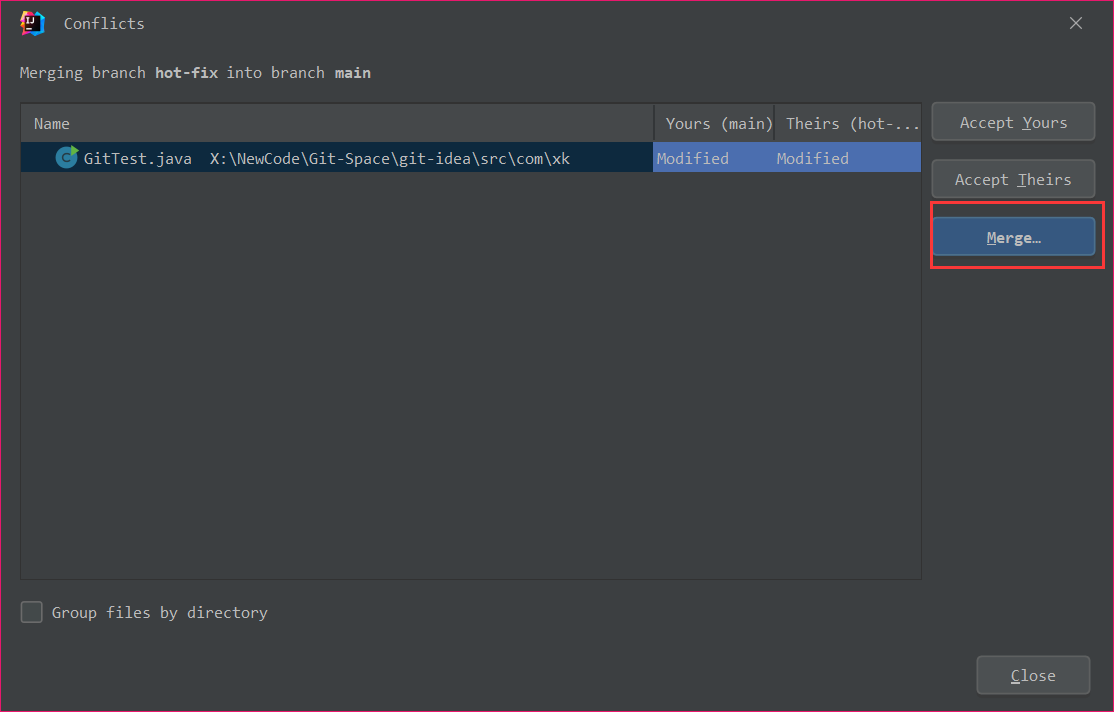 IJ
Conflicts
Merging branch hot-fix into branch main
Name
Yours (main)
Theirs (hot-...
C
GitTest.java X:\NewCode\Git-Space\git-idea\src\com\xk
Modified
Modified
Accept Yours
Accept Theirs
Merge…
Group files by directory
Close